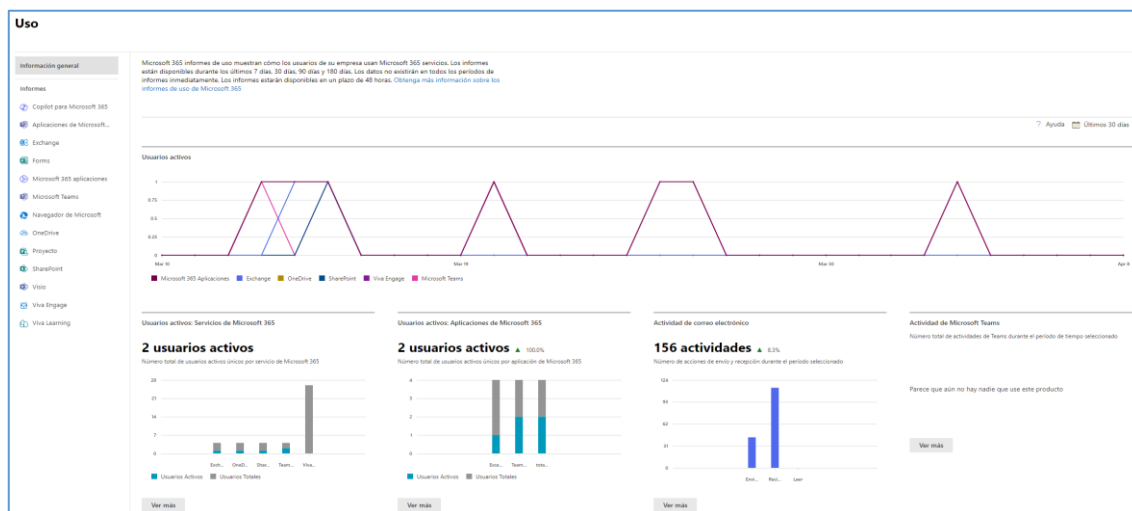 Uso
Información general
Informes
Copilot para Microsoft 365
Aplicaciones de Microsoft...
Exchange
Forms
Microsoft 365 aplicaciones
Microsoft Teams
Navegador de Microsoft
OneDrive
Proyecto
SharePoint
Visio
Viva Engage
Viva Learning
Microsoft 365 informes de uso muestran cómo los usuarios de su empresa usan Microsoft 365 servicios. Los informes
están disponibles durante los últimos 7 días, 30 días, 90 días y 180 días. Los datos no existirán en todos los períodos de
informes inmediatamente. Los informes estarán disponibles en un plazo de 48 horas. Obtenga más información sobre los
informes de uso de Microsoft 365
? Ayuda Últimos 30 días
Usuarios activos
1
0.75
0.5
0.25
0
Mar 10 Mar 19 Mar 30 Apr 8
Microsoft 365 Aplicaciones Exchange OneDrive SharePoint Viva Engage Microsoft Teams
Usuarios activos: Servicios de Microsoft 365
2 usuarios activos
Número total de usuarios activos únicos por servicio de Microsoft 365
21
14
7
0
Exch... OneD... Shar... Team... Viva...
Usuarios Activos Usuarios Totales
Ver más
Usuarios activos: Aplicaciones de Microsoft 365
2 usuarios activos ▲ 100.0%
Número total de usuarios activos únicos por aplicación de Microsoft 365
4
3
2
1
0
Team... tota...
Usuarios Activos Usuarios Totales
Ver más
Actividad de correo electrónico
156 actividades ▲ 8.3%
Número de acciones de envío y recepción durante el período seleccionado
124
93
62
31
0
Envi... Reci... Leer
Ver más
Actividad de Microsoft Teams
Número total de actividades de Teams durante el período de tiempo seleccionado
Parece que aún no hay nadie que use este producto
Ver más